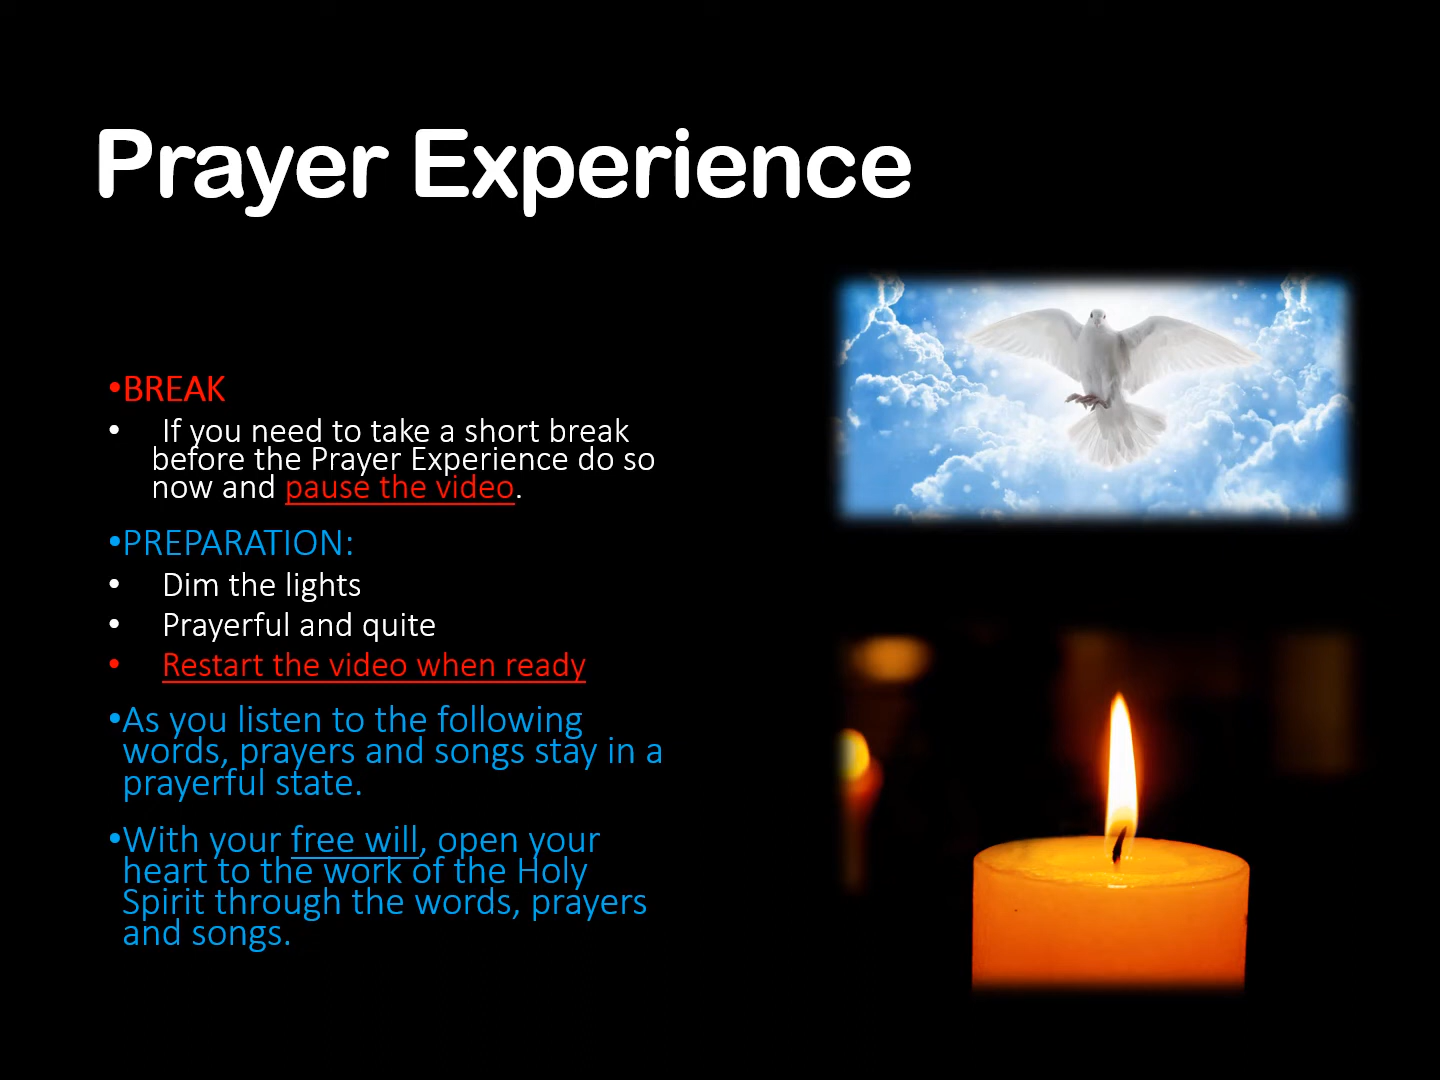 Prayer Experience
•BREAK
• If you need to take a short break
before the Prayer Experience do so
now and pause the video.
•PREPARATION:
• Dim the lights
• Prayerful and quite
• Restart the video when ready
•As you listen to the following
words, prayers and songs stay in a
prayerful state.
•With your free will, open your
heart to the work of the Holy
Spirit through the words, prayers
and songs.